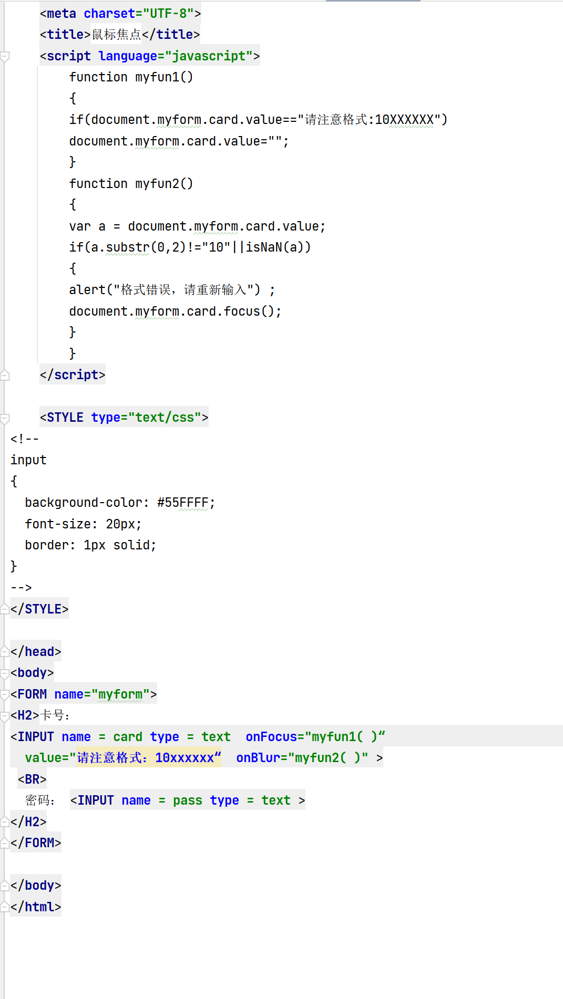 <meta charset="UTF-8">
<title>鼠标焦点</title>
<script language="javascript">
function myfun1()
{
if(document.myform.card.value=="请注意格式:10XXXXXX")
document.myform.card.value="";
}
function myfun2()
{
var a = document.myform.card.value;
if(a.substr(0,2)!="10"||isNaN(a))
{
alert("格式错误，请重新输入") ;
document.myform.card.focus();
}
}
</script>
<STYLE type="text/css">
<!--
input
{
background-color: #55FFFF;
font-size: 20px;
border: 1px solid;
}
-->
</STYLE>
</head>
<body>
<FORM name="myform">
<H2>卡号：
<INPUT name = card type = text  onFocus="myfun1( )“
value="请注意格式：10xxxxxx“  onBlur="myfun2( )" >
<BR>
密码： <INPUT name = pass type = text >
</H2>
</FORM>
</body>
</html>